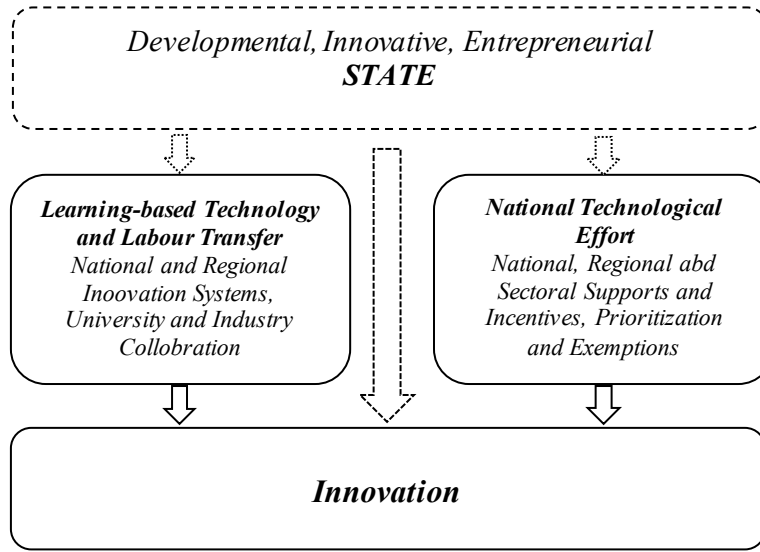 Developmental, Innovative, Entrepreneurial
STATE
Learning-based Technology
and Labour Transfer
National and Regional
Inoovation Systems,
University and Industry
Collobration
National Technological
Effort
National, Regional abd
Sectoral Supports and
Incentives, Prioritization
and Exemptions
Innovation